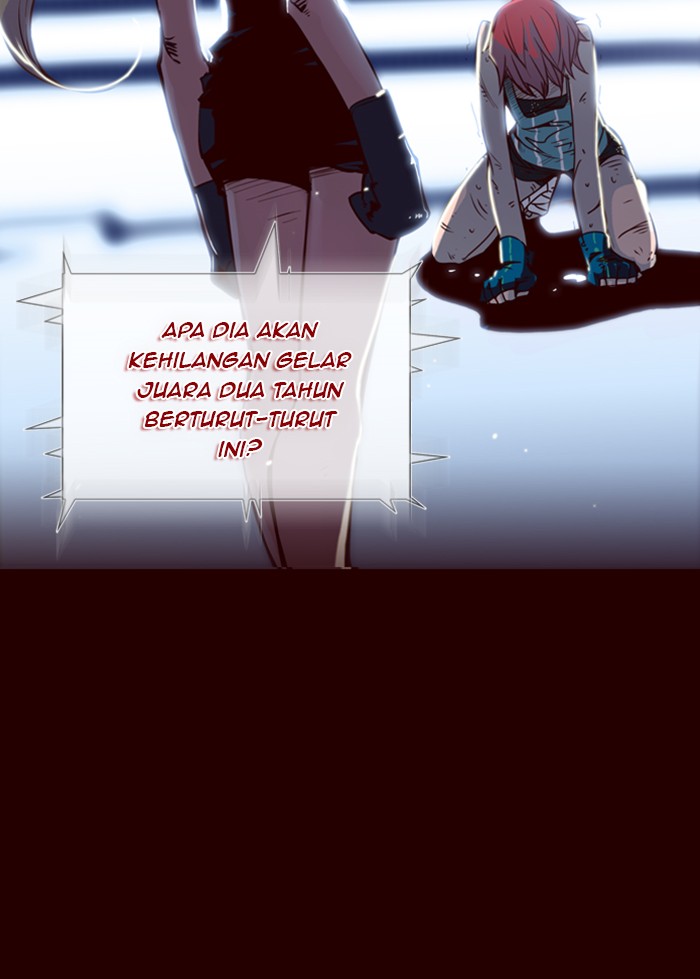 APA DIA AKAN
KEHILANGAN GELAR
JUARA DUA TAHUN
BERTURUT-TURUT
INI?